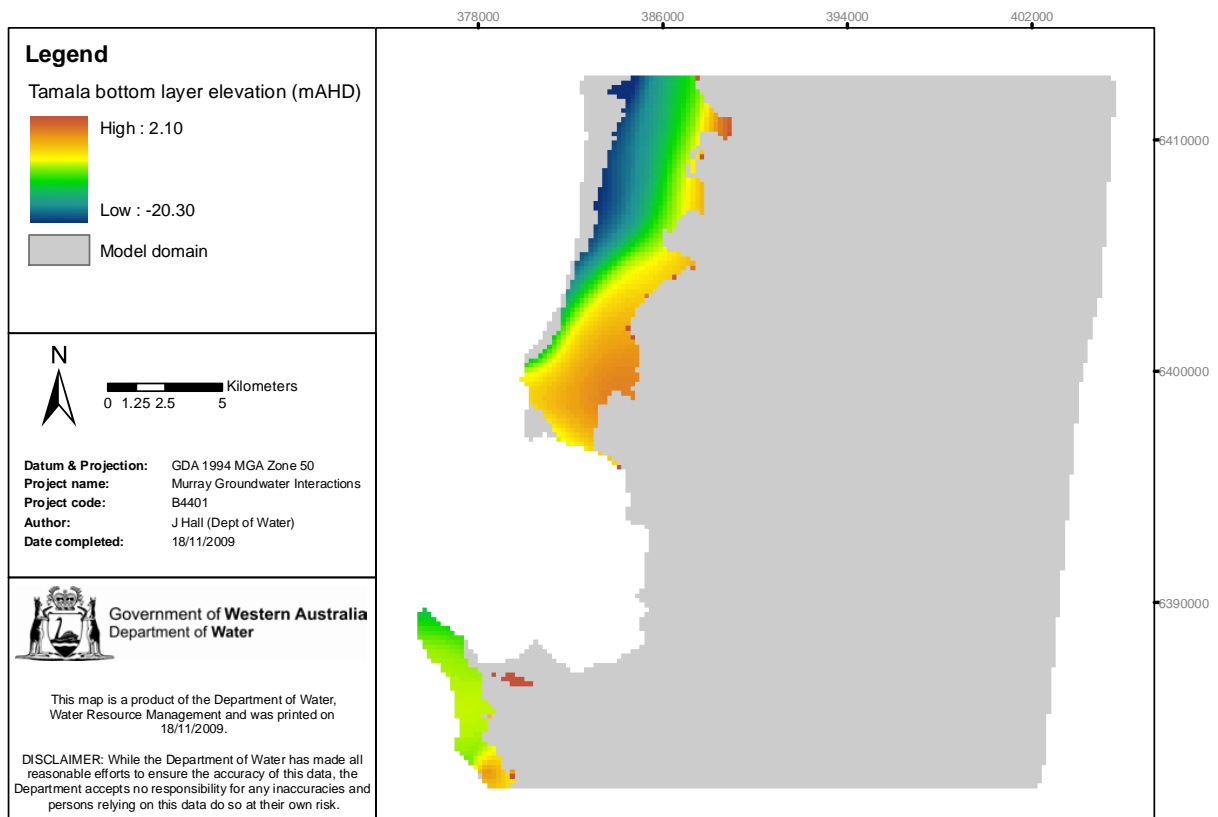 378000
386000
394000
402000
Legend
Tamala bottom layer elevation (mAHD)
High : 2.10
Low : -20.30
Model domain
6410000
6400000
6390000
N
Kilometers
0 1.25 2.5 5
Datum & Projection: GDA 1994 MGA Zone 50
Project name: Murray Groundwater Interactions
Project code: B4401
Author: J Hall (Dept of Water)
Date completed: 18/11/2009
Government of Western Australia
Department of Water
This map is a product of the Department of Water,
Water Resource Management and was printed on
18/11/2009.
DISCLAIMER: While the Department of Water has made all
reasonable efforts to ensure the accuracy of this data, the
Department accepts no responsibility for any inaccuracies and
persons relying on this data do so at their own risk.